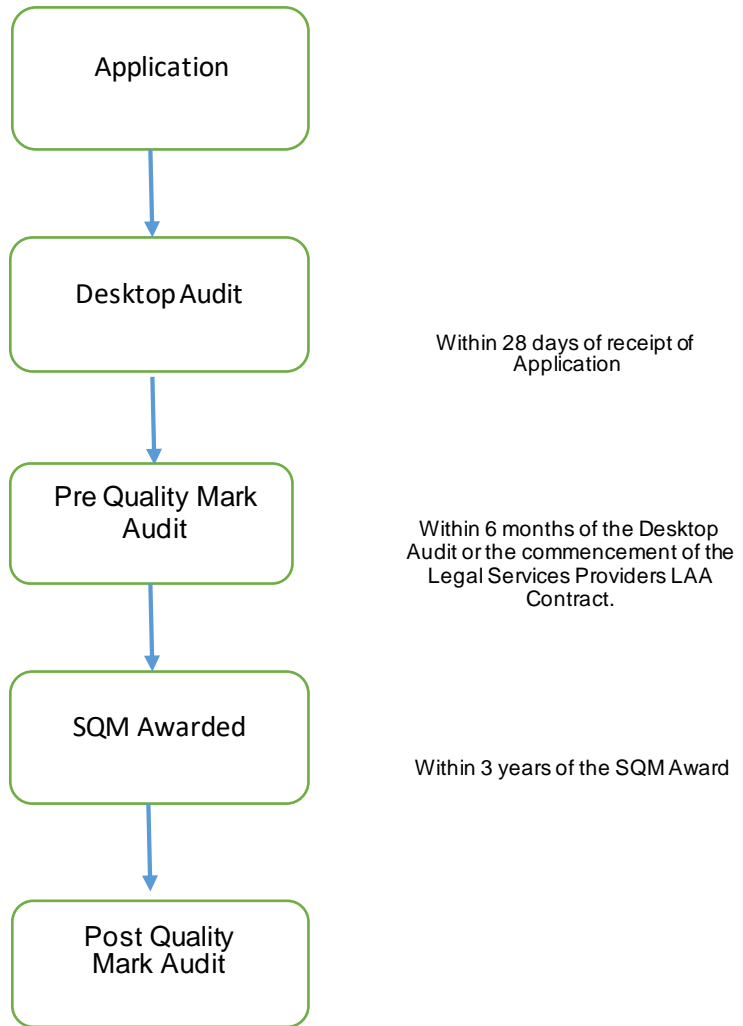 Application
Desktop Audit
Within 28 days of receipt of
Application
Pre Quality Mark
Audit
Within 6 months of the Desktop
Audit or the commencement of the
Legal Services Providers LAA
Contract.
SQM Awarded
Within 3 years of the SQM Award
Post Quality
Mark Audit